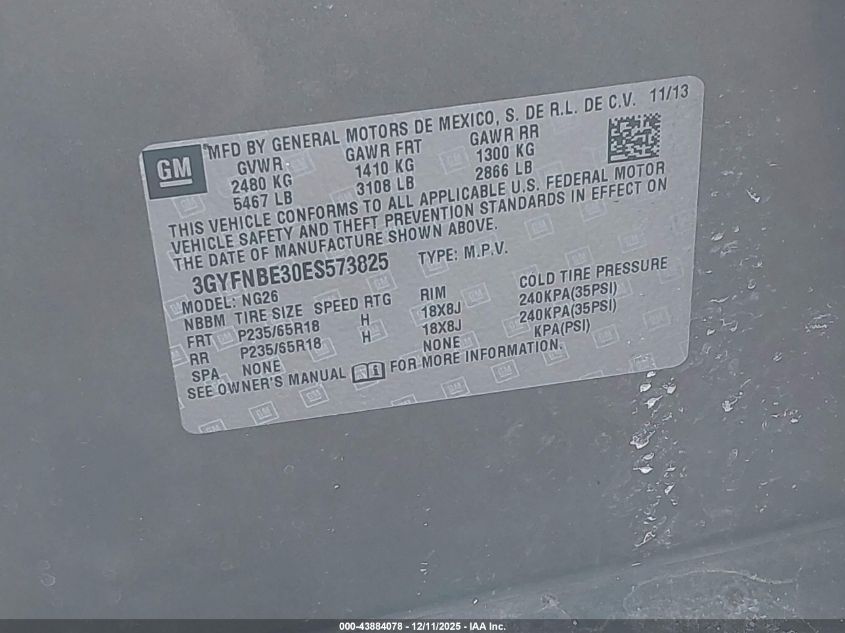 GM
MFD BY GENERAL MOTORS DE MEXICO, S. DE R.L. DE C.V. 11/13
GVWR GAWR FRT GAWR RR
2480 KG 1410 KG 1300 KG
5467 LB 3108 LB 2866 LB
THIS VEHICLE CONFORMS TO ALL APPLICABLE U.S. FEDERAL MOTOR
VEHICLE SAFETY AND THEFT PREVENTION STANDARDS IN EFFECT ON
THE DATE OF MANUFACTURE SHOWN ABOVE.
3GYFNBE30ES573825 TYPE: M.P.V.
MODEL: NG26
NBBM TIRE SIZE SPEED RTG RIM COLD TIRE PRESSURE
FRT P235/65R18 H 18X8J 240KPA(35PSI)
RR P235/65R18 H 18X8J 240KPA(35PSI)
SPA NONE NONE KPA(PSI)
SEE OWNER'S MANUAL FOR MORE INFORMATION.
000-43884078 - 12/11/2025 - IAA Inc.